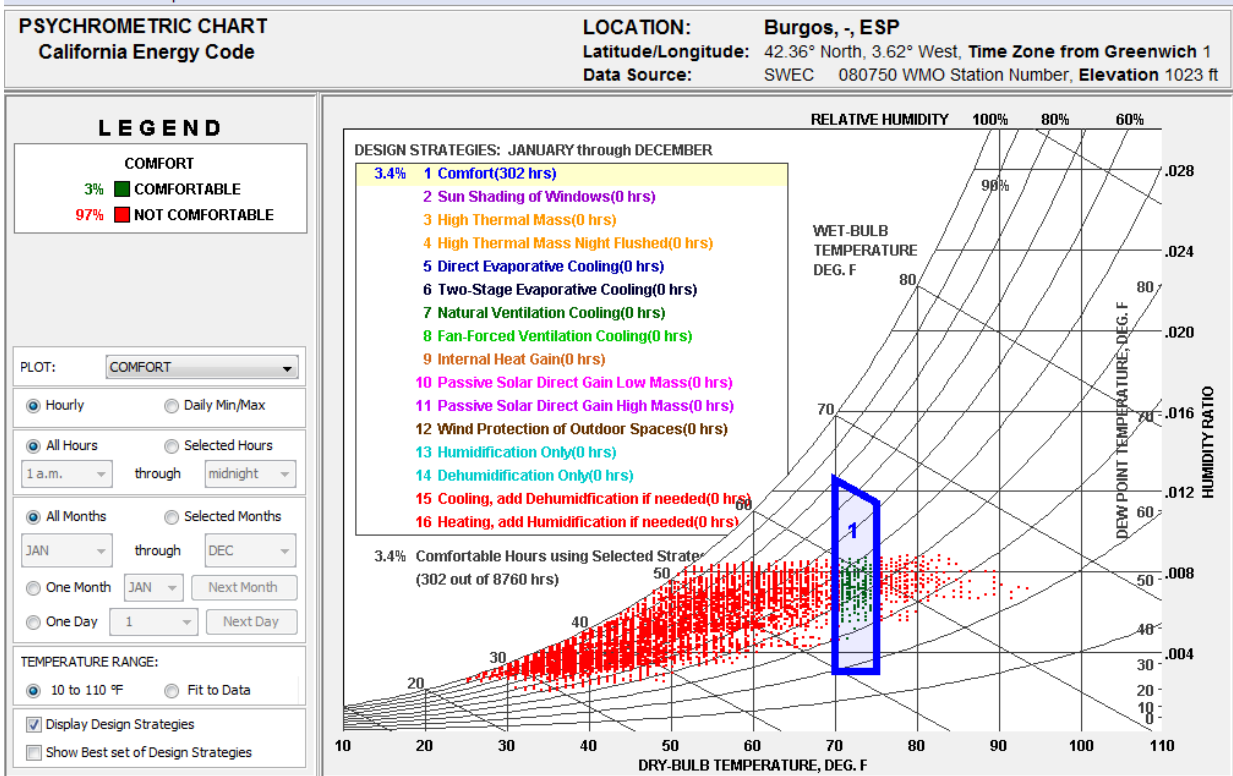 PSYCHROMETRIC CHART
California Energy Code
LOCATION: Burgos, -, ESP
Latitude/Longitude: 42.36° North, 3.62° West, Time Zone from Greenwich 1
Data Source: SWEC 080750 WMO Station Number, Elevation 1023 ft
LEGEND
COMFORT
3% COMFORTABLE
97% NOT COMFORTABLE
PLOT: COMFORT
Hourly Daily Min/Max
All Hours Selected Hours
1 a.m. through midnight
All Months Selected Months
JAN through DEC
One Month JAN Next Month
One Day 1 Next Day
TEMPERATURE RANGE:
10 to 110 °F Fit to Data
Display Design Strategies
Show Best set of Design Strategies
RELATIVE HUMIDITY 100% 80% 60%
90%
DESIGN STRATEGIES: JANUARY through DECEMBER
3.4% 1 Comfort(302 hrs)
2 Sun Shading of Windows(0 hrs)
3 High Thermal Mass(0 hrs)
4 High Thermal Mass Night Flushed(0 hrs)
5 Direct Evaporative Cooling(0 hrs)
6 Two-Stage Evaporative Cooling(0 hrs)
7 Natural Ventilation Cooling(0 hrs)
8 Fan-Forced Ventilation Cooling(0 hrs)
9 Internal Heat Gain(0 hrs)
10 Passive Solar Direct Gain Low Mass(0 hrs)
11 Passive Solar Direct Gain High Mass(0 hrs)
12 Wind Protection of Outdoor Spaces(0 hrs)
13 Humidification Only(0 hrs)
14 Dehumidification Only(0 hrs)
15 Cooling, add Dehumidfication if needed(0 hrs)
16 Heating, add Humidification if needed(0 hrs)
3.4% Comfortable Hours using Selected Strate
(302 out of 8760 hrs)
WET-BULB
TEMPERATURE
DEG. F
20
30
40
50
60
70
80
1
DEW POINT TEMPERATURE, DEG. F
80
70
60
50
40
30
20
10
0
.028
.024
.020
.016
.012
.008
.004
HUMIDITY RATIO
10 20 30 40 50 60 70 80 90 100 110
DRY-BULB TEMPERATURE, DEG. F